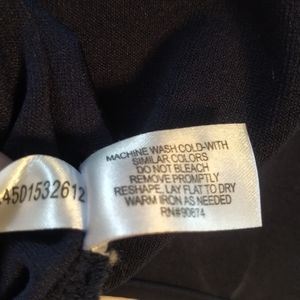 MACHINE WASH COLD-WITH
SIMILAR COLORS
DO NOT BLEACH
REMOVE PROMPTLY
RESHAPE, LAY FLAT TO DRY
WARM IRON AS NEEDED
RN#90874
4501532612